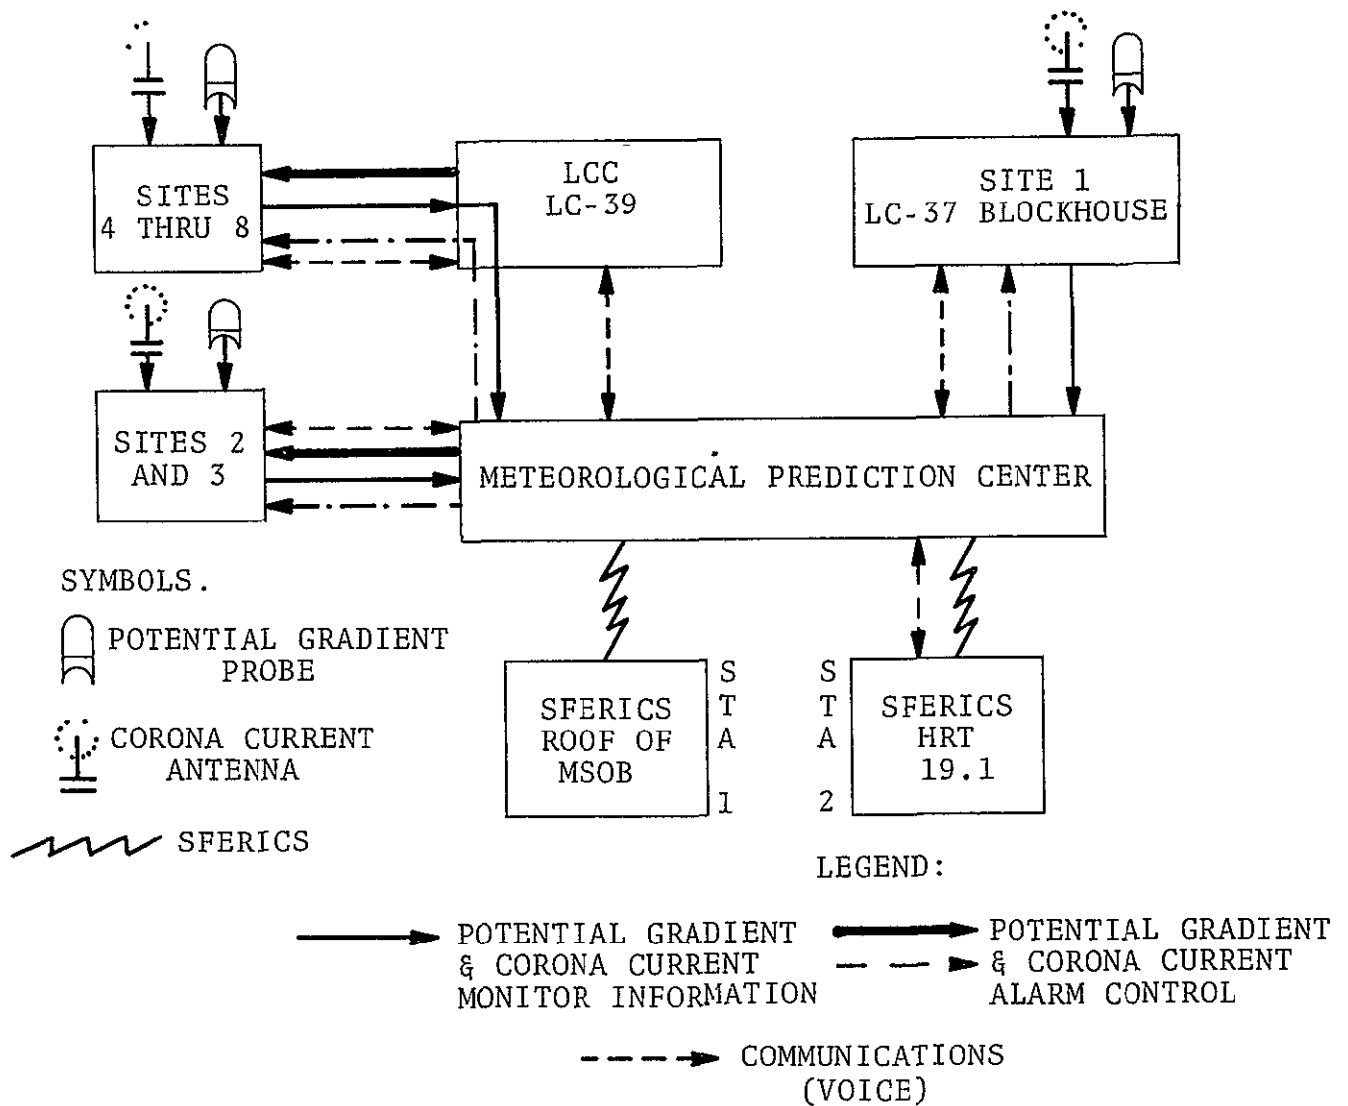 SITES
4 THRU 8
LCC
LC-39
SITE 1
LC-37 BLOCKHOUSE
SITES 2
AND 3
METEOROLOGICAL PREDICTION CENTER
SYMBOLS.
POTENTIAL GRADIENT
PROBE
CORONA CURRENT
ANTENNA
SFERICS
SFERICS
ROOF OF
MSOB
STA 1
STA 2
SFERICS
HRT
19.1
LEGEND:
POTENTIAL GRADIENT
& CORONA CURRENT
MONITOR INFORMATION
POTENTIAL GRADIENT
& CORONA CURRENT
ALARM CONTROL
COMMUNICATIONS
(VOICE)